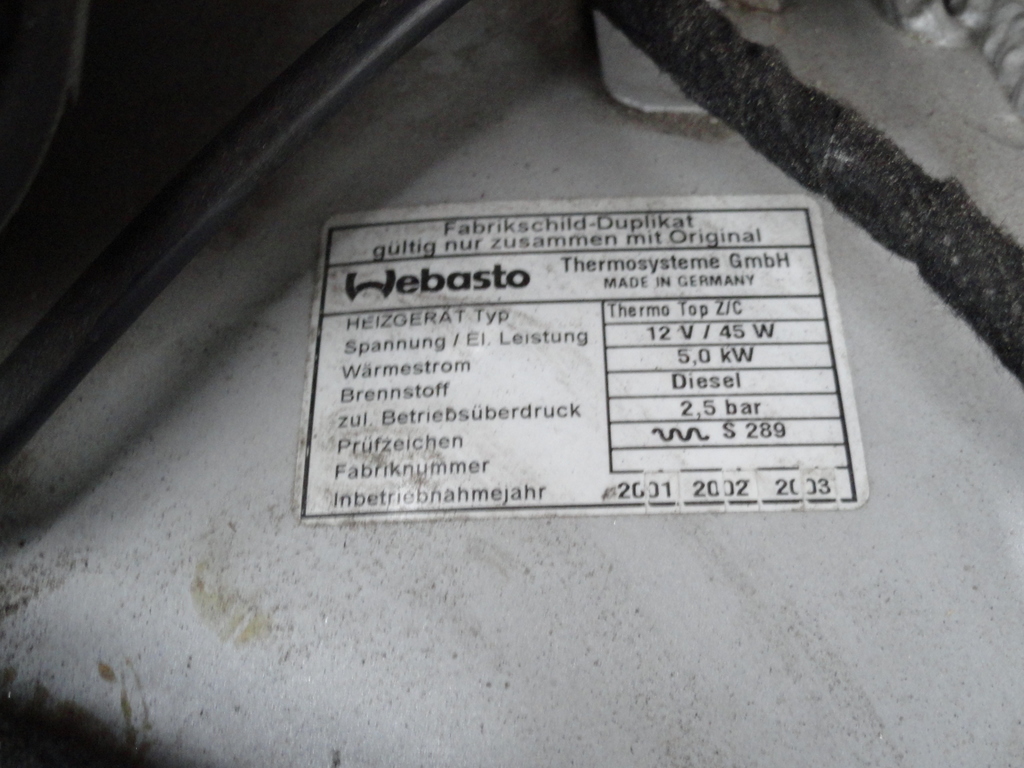 Fabrikschild-Duplikat
gültig nur zusammen mit Original
Webasto Thermosysteme GmbH
MADE IN GERMANY
HEIZGERÄT Typ Thermo Top Z/C
Spannung / El. Leistung 12 V / 45 W
Wärmestrom 5,0 kW
Brennstoff Diesel
zul. Betriebsüberdruck 2,5 bar
Prüfzeichen S 289
Fabriknummer
Inbetriebnahmejahr 2001 2002 2003